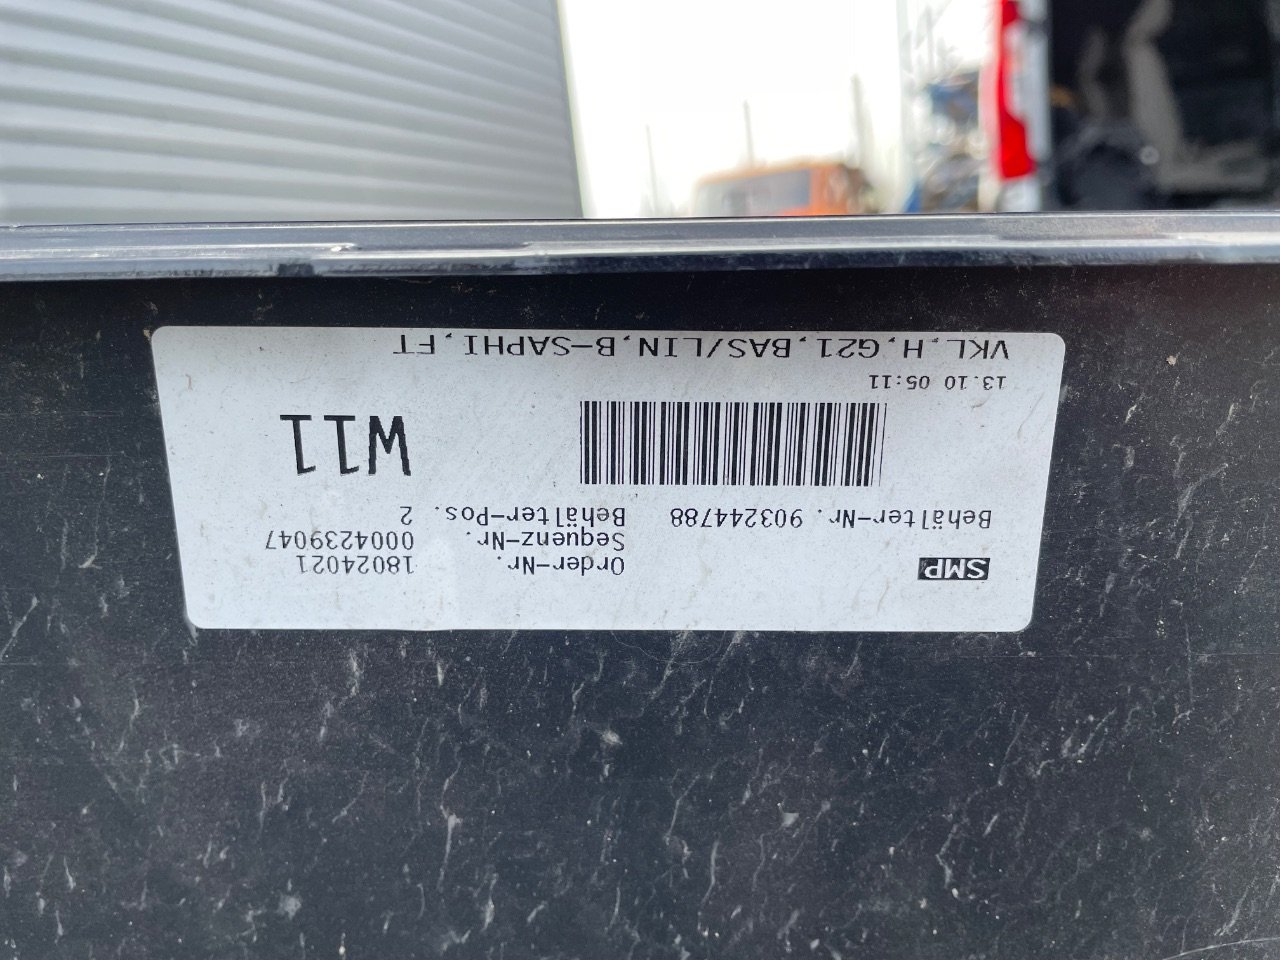 SMP
Order-Nr. 18024021
Sequenz-Nr. 0004239047
Behälter-Nr. 903244788 Behälter-Pos. 2
W11
13.10 05:11
VKL,H,G21,BAS/LIN,B-SAPHI,FT